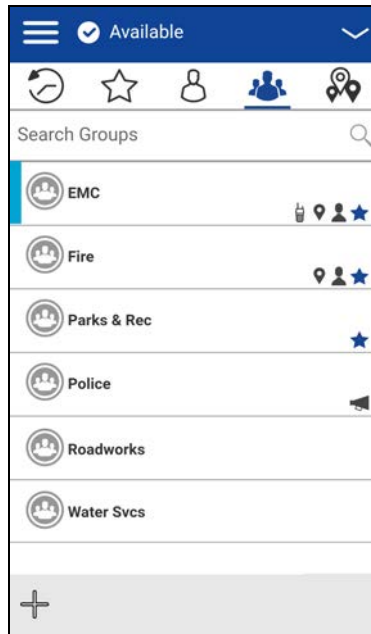 Available
Search Groups
EMC
Fire
Parks & Rec
Police
Roadworks
Water Svcs